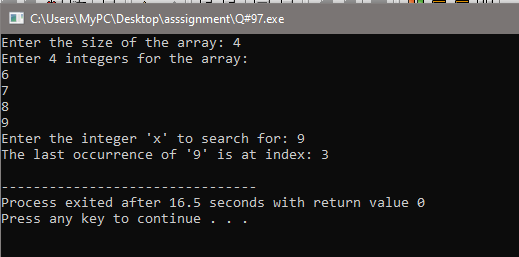 C:\Users\MyPC\Desktop\asssignment\Q#97.exe
Enter the size of the array: 4
Enter 4 integers for the array:
6
7
8
9
Enter the integer 'x' to search for: 9
The last occurrence of '9' is at index: 3
--------------------------------
Process exited after 16.5 seconds with return value 0
Press any key to continue . . .